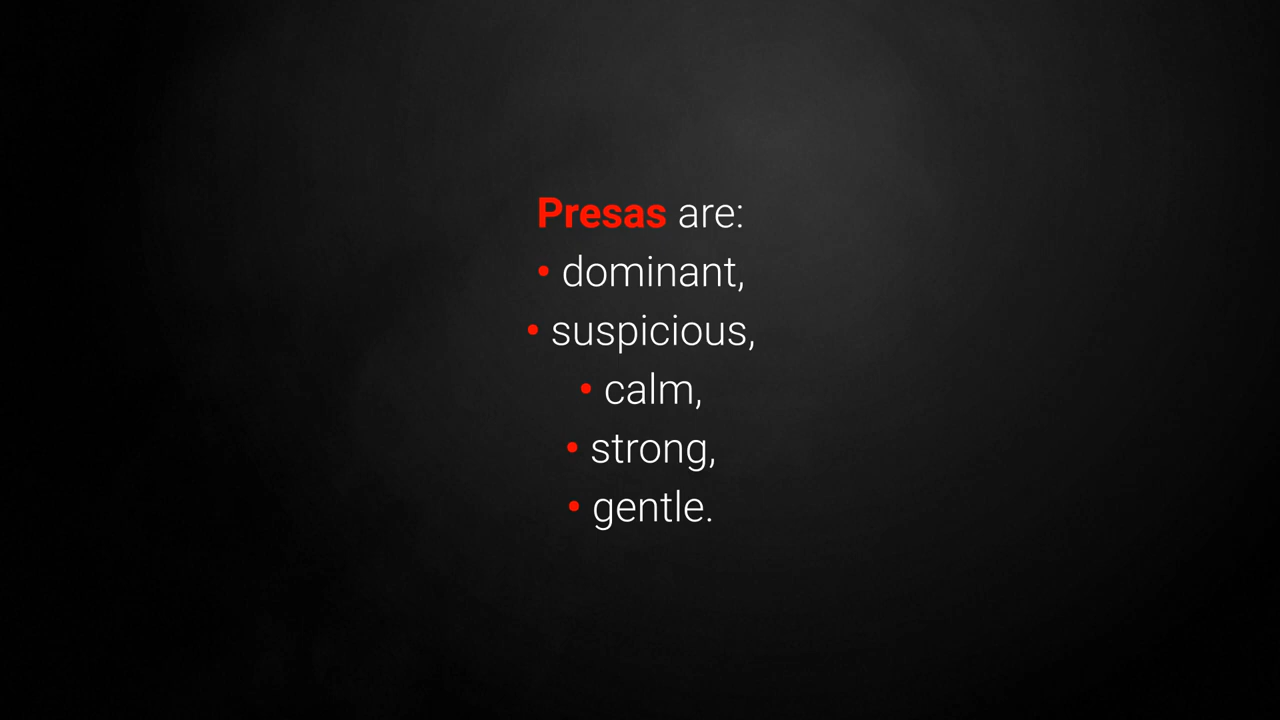 Presas are:
• dominant,
• suspicious,
• calm,
• strong,
• gentle.